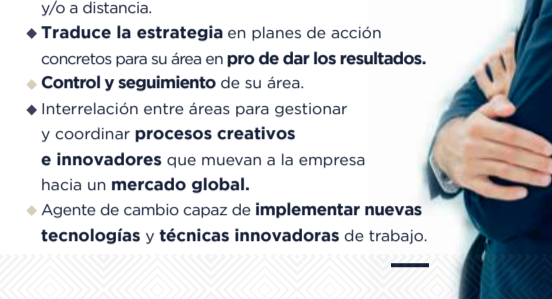 y/o a distancia.
◆ Traduce la estrategia en planes de acción
concretos para su área en pro de dar los resultados.
◆ Control y seguimiento de su área.
◆ Interrelación entre áreas para gestionar
y coordinar procesos creativos
e innovadores que muevan a la empresa
hacia un mercado global.
◆ Agente de cambio capaz de implementar nuevas
tecnologías y técnicas innovadoras de trabajo.